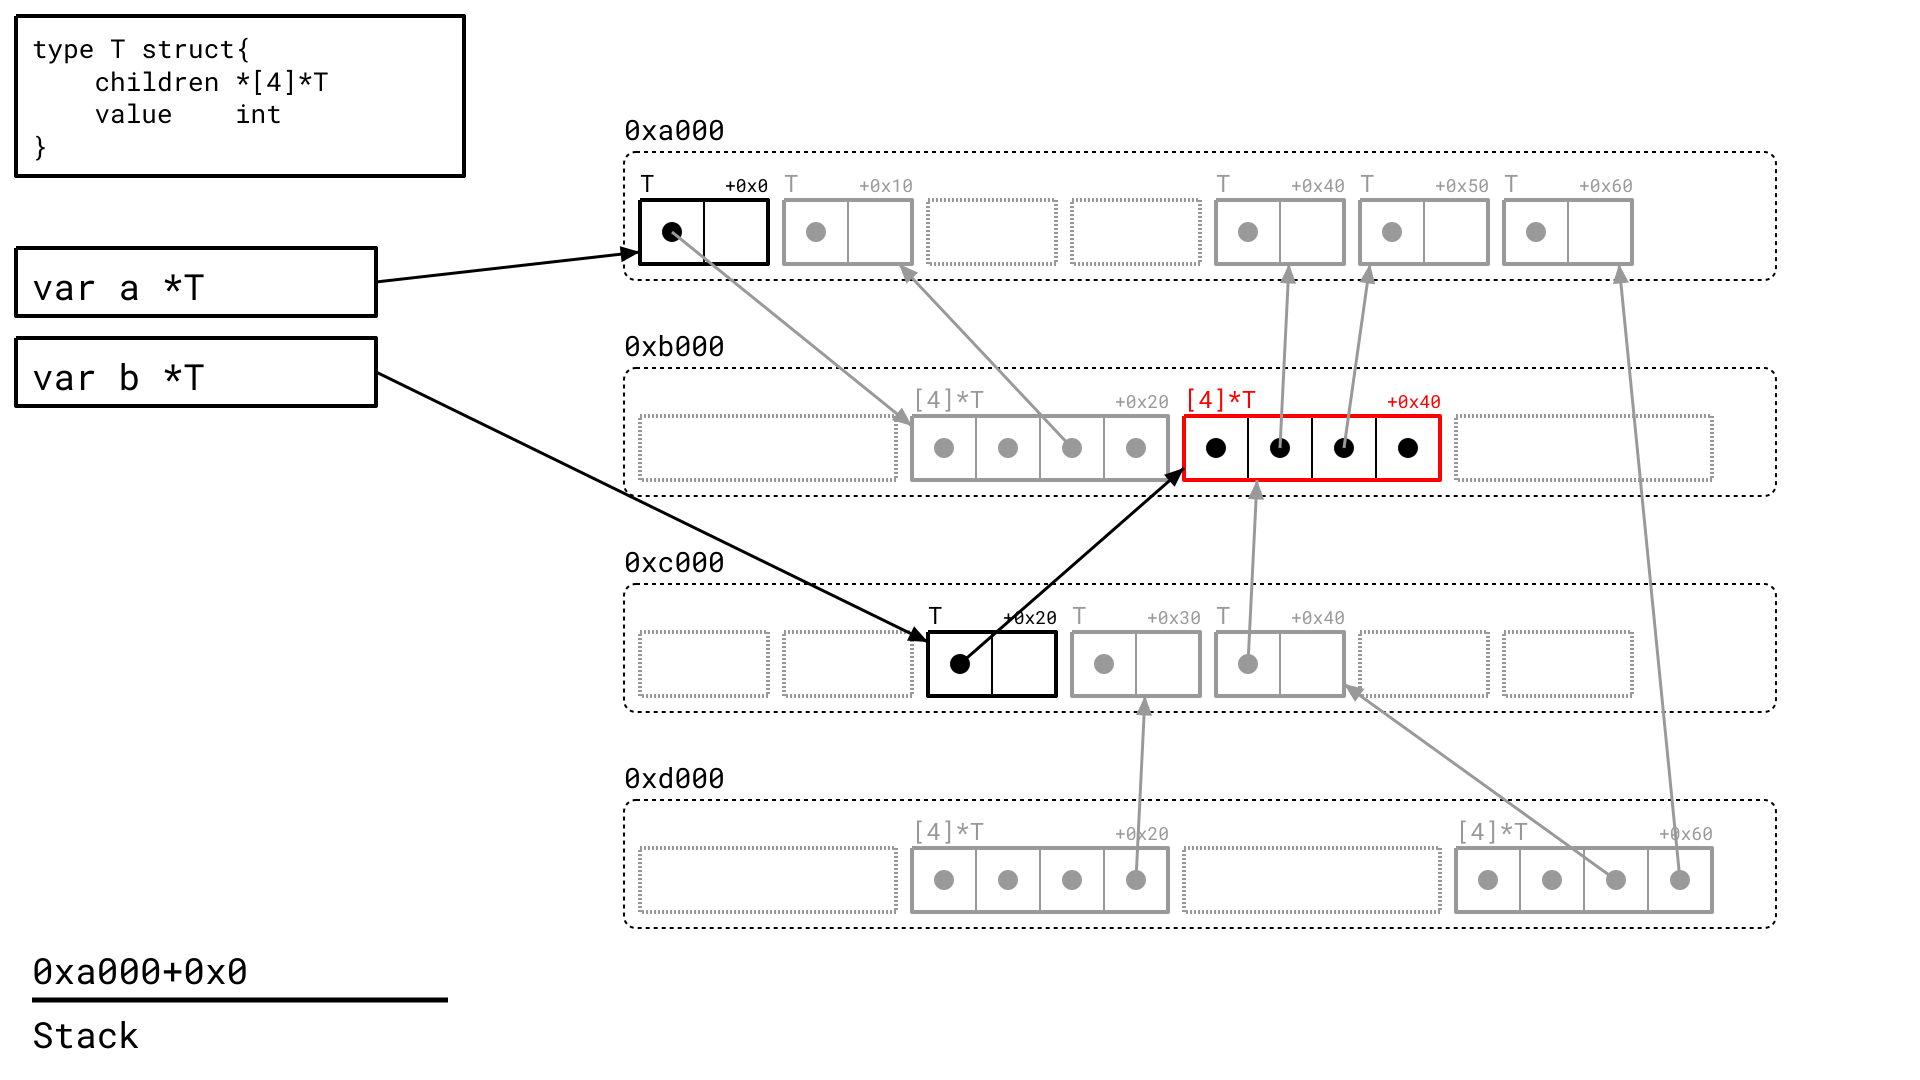 type T struct{
    children *[4]*T
    value    int
}
var a *T
var b *T
0xa000
T +0x0 T +0x10 T +0x40 T +0x50 T +0x60
0xb000
[4]*T +0x20 [4]*T +0x40
0xc000
T +0x20 T +0x30 T +0x40
0xd000
[4]*T +0x20 [4]*T +0x60
0xa000+0x0
Stack